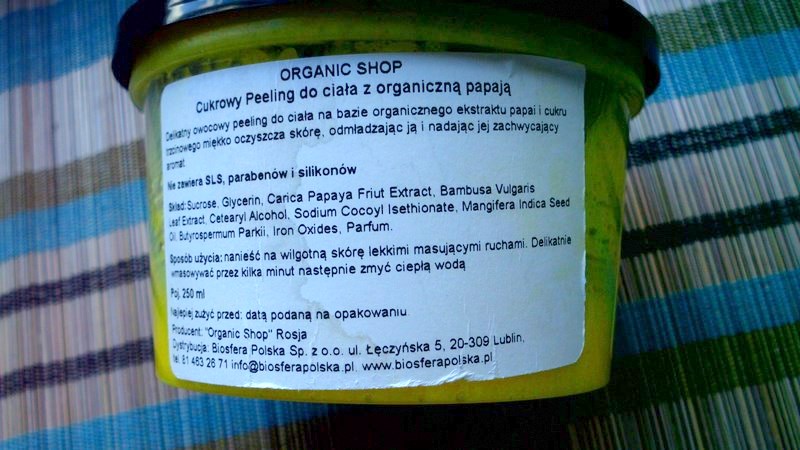 ORGANIC SHOP
Cukrowy Peeling do ciała z organiczną papają
Delikatny owocowy peeling do ciała na bazie organicznego ekstraktu papai i cukru
trzcinowego miękko oczyszcza skórę, odmładzając ją i nadając jej zachwycający
aromat.
Nie zawiera SLS, parabenów i silikonów
Skład: Sucrose, Glycerin, Carica Papaya Friut Extract, Bambusa Vulgaris
Leaf Extract, Cetearyl Alcohol, Sodium Cocoyl Isethionate, Mangifera Indica Seed
Oil, Butyrospermum Parkii, Iron Oxides, Parfum.
Sposób użycia: nanieść na wilgotną skórę lekkimi masującymi ruchami. Delikatnie
wmasowywać przez kilka minut następnie zmyć ciepłą wodą
Poj. 250 ml
Najlepiej zużyć przed: datą podaną na opakowaniu
Producent: "Organic Shop" Rosja
Dystrybucja: Biosfera Polska Sp. z o.o. ul. Łęczyńska 5, 20-309 Lublin,
tel. 81 463 26 71 info@biosferapolska.pl, www.biosferapolska.pl